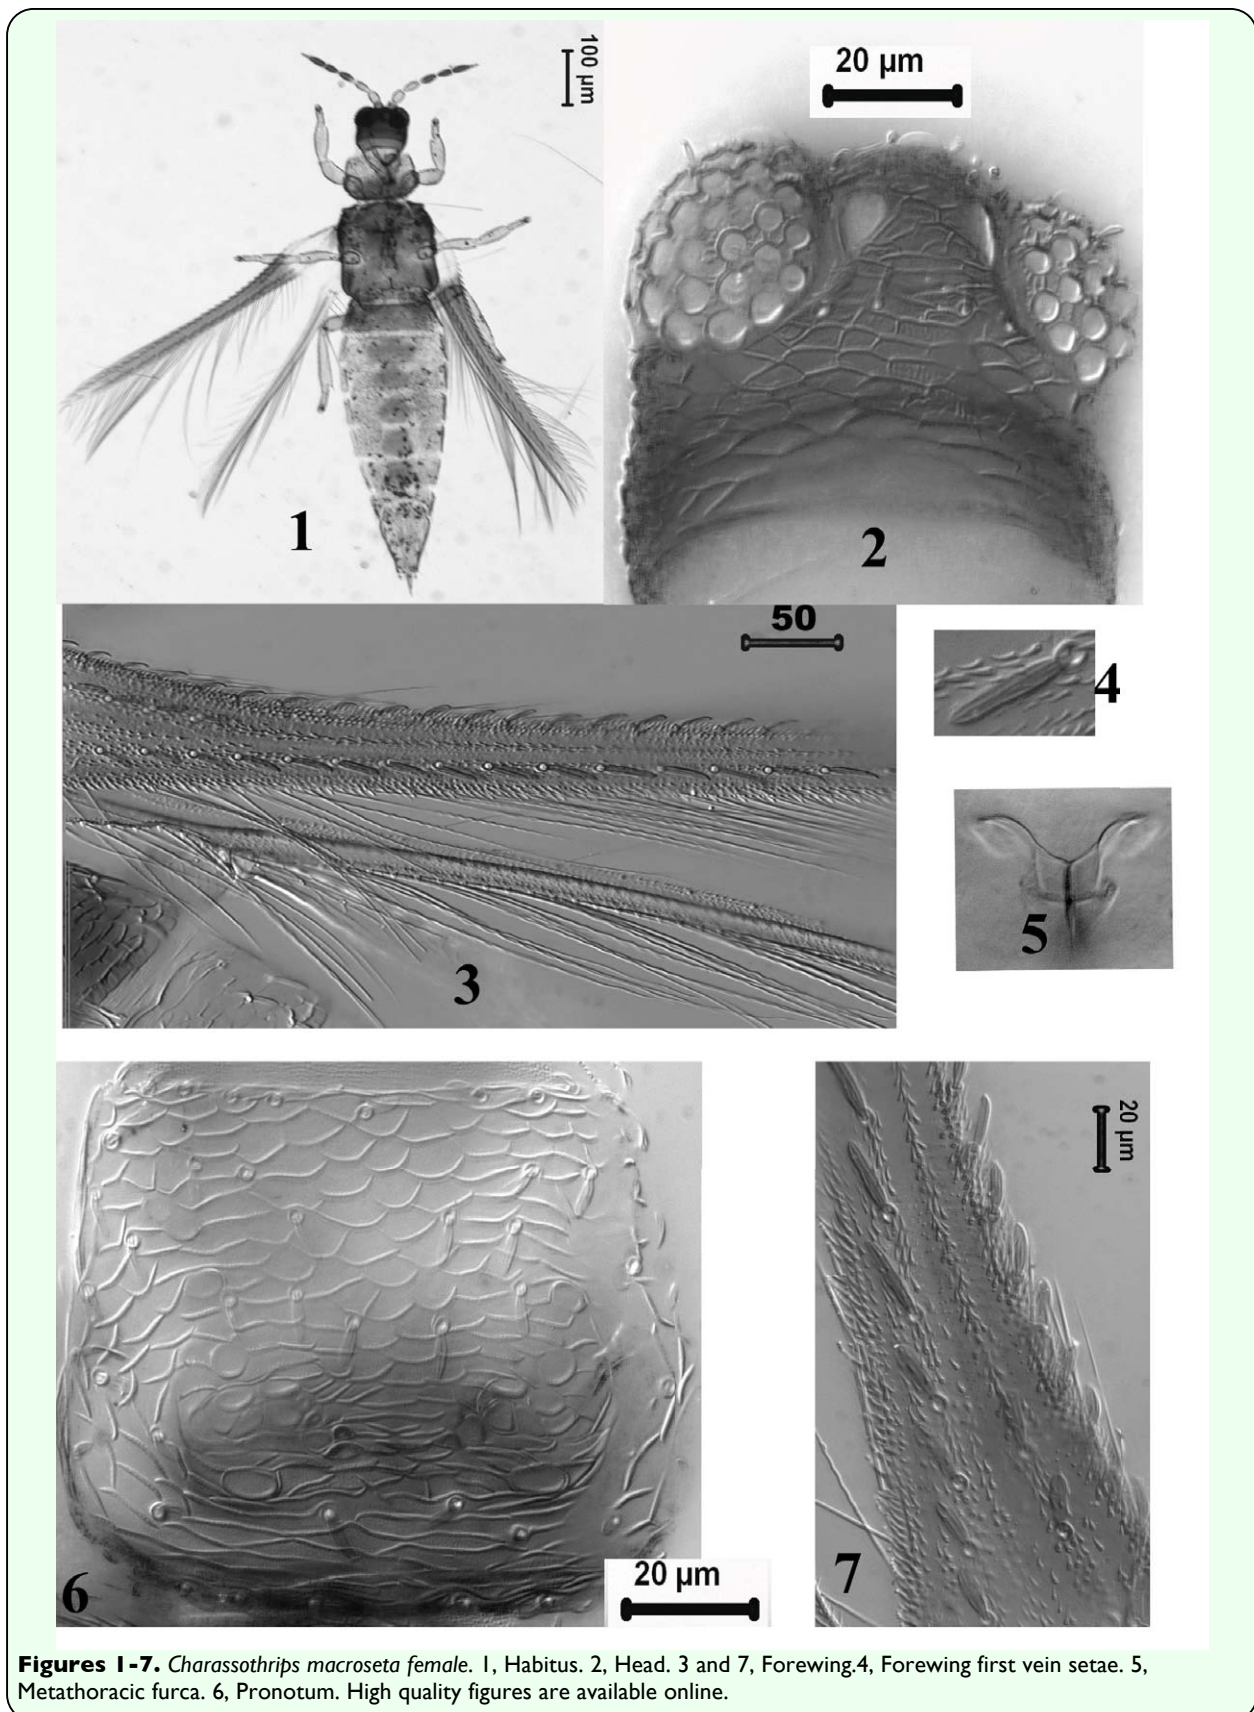 100 µm
20 µm
1
2
50
4
3
5
20 µm
6
20 µm
7
Figures 1-7. Charassothrips macroseta female. 1, Habitus. 2, Head. 3 and 7, Forewing.4, Forewing first vein setae. 5,
Metathoracic furca. 6, Pronotum. High quality figures are available online.